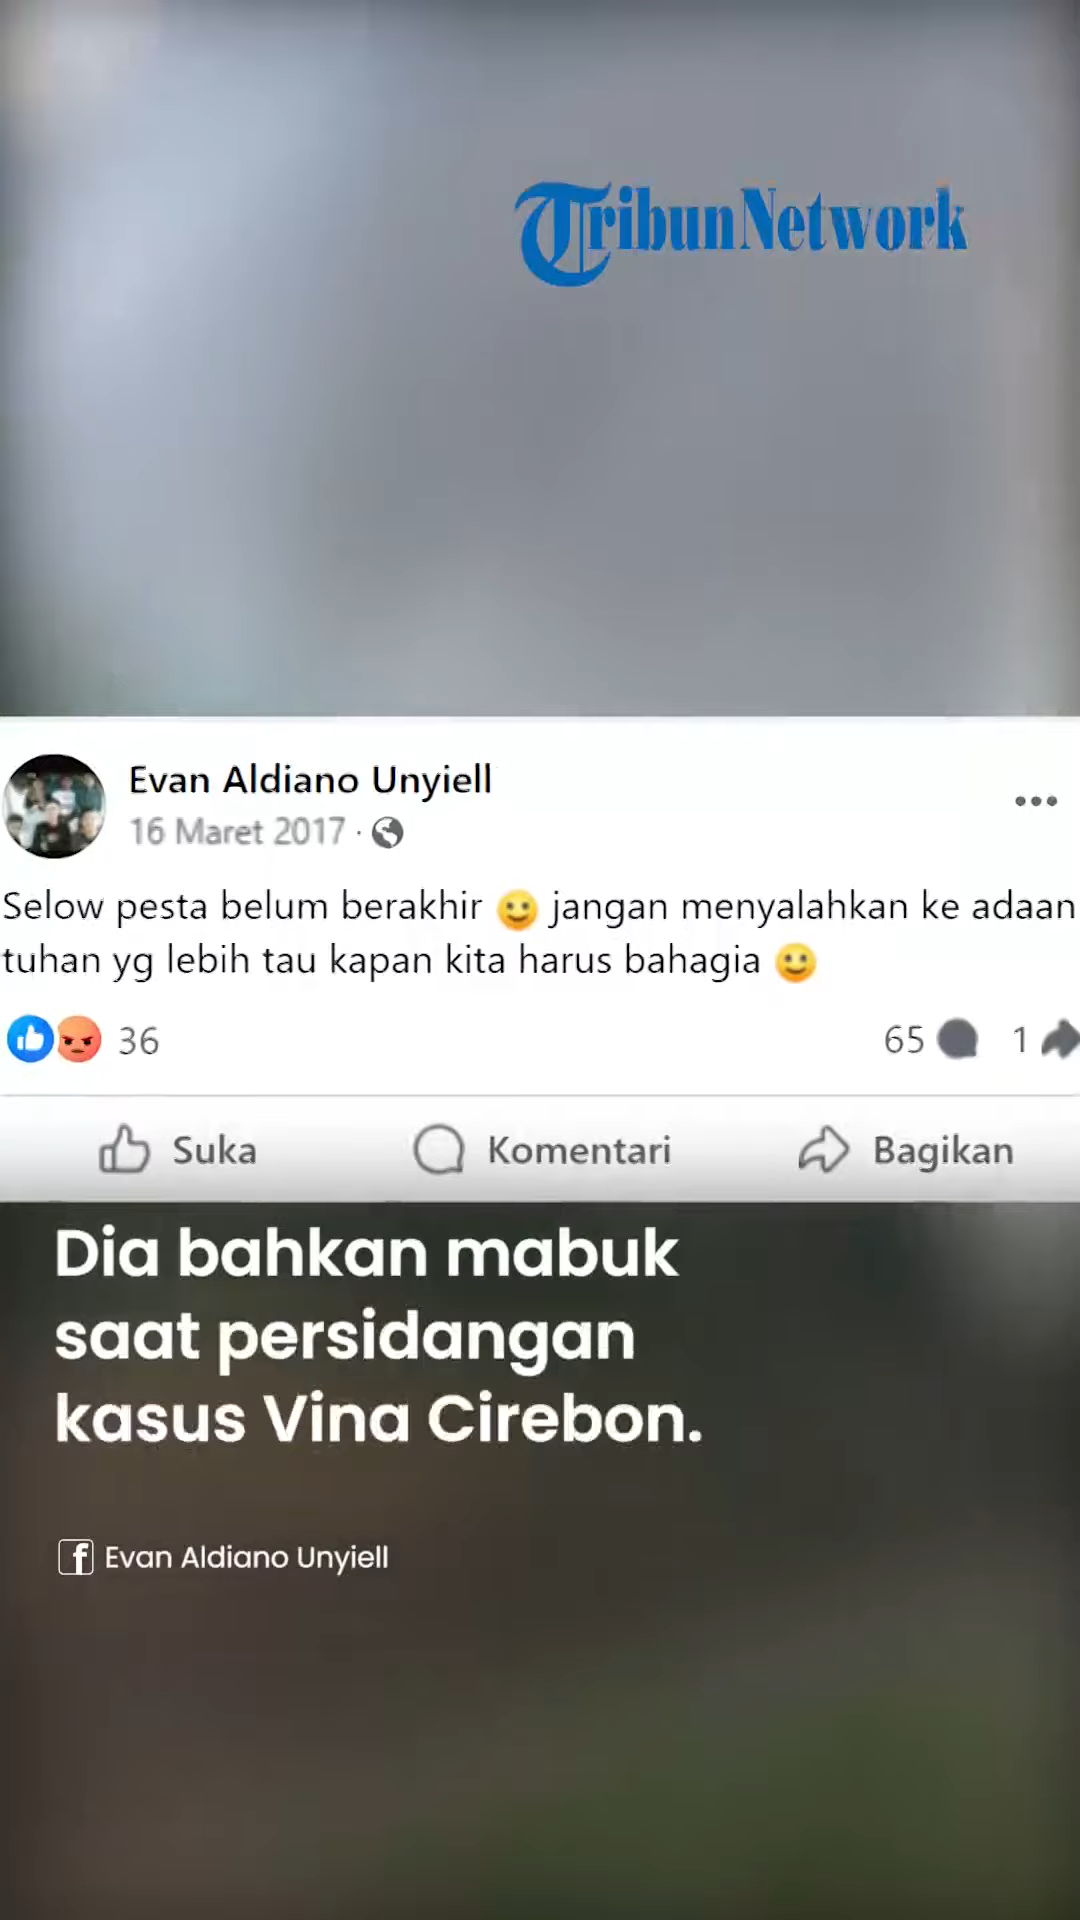 TribunNetwork
Evan Aldiano Unyiell
16 Maret 2017 ·
Selow pesta belum berakhir 🙂 jangan menyalahkan ke adaan
tuhan yg lebih tau kapan kita harus bahagia 🙂
36 65 1
Suka Komentari Bagikan
Dia bahkan mabuk
saat persidangan
kasus Vina Cirebon.
f Evan Aldiano Unyiell